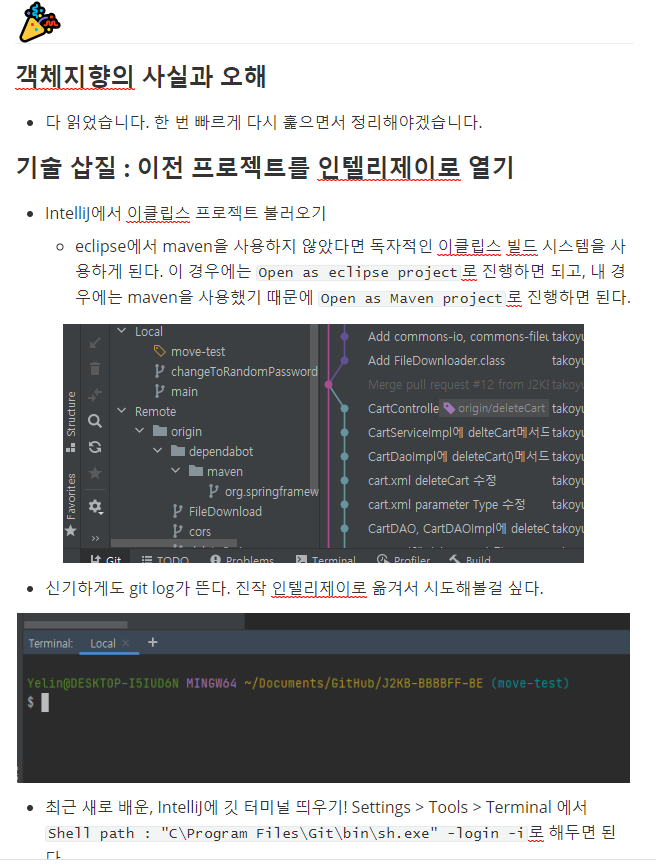 객체지향의 사실과 오해
다 읽었습니다. 한 번 빠르게 다시 훑으면서 정리해야겠습니다.
기술 삽질 : 이전 프로젝트를 인텔리제이로 열기
IntelliJ에서 이클립스 프로젝트 불러오기
eclipse에서 maven을 사용하지 않았다면 독자적인 이클립스 빌드 시스템을 사
용하게 된다. 이 경우에는 Open as eclipse project로 진행하면 되고, 내 경
우에는 maven을 사용했기 때문에 Open as Maven project로 진행하면 된다.
Local
move-test
changeToRandomPassword
main
Remote
origin
dependabot
maven
org.springframew
FileDownload
cors
Structure
Favorites
Add commons-io, commons-fileu takoyu
Add FileDownloader.class takoyu
Merge pull request #12 from J2KB takoyu
CartControlle origin/deleteCart takoyu
CartServiceImpl에 delteCart메서드 takoyu
CartDaoImpl에 deleteCart()메서드 takoyu
cart.xml deleteCart 수정 takoyu
cart.xml parameter Type 수정 takoyu
CartDAO, CartDAOImpl에 deleteC takoyu
Git TODO Problems Terminal Profiler Build
신기하게도 git log가 뜬다. 진작 인텔리제이로 옮겨서 시도해볼걸 싶다.
Terminal: Local × +
Yelin@DESKTOP-I5IUD6N MINGW64 ~/Documents/GitHub/J2KB-BBBBFF-BE (move-test)
$
최근 새로 배운, IntelliJ에 깃 터미널 띄우기! Settings > Tools > Terminal 에서
Shell path : "C\Program Files\Git\bin\sh.exe" -login -i로 해두면 된
다